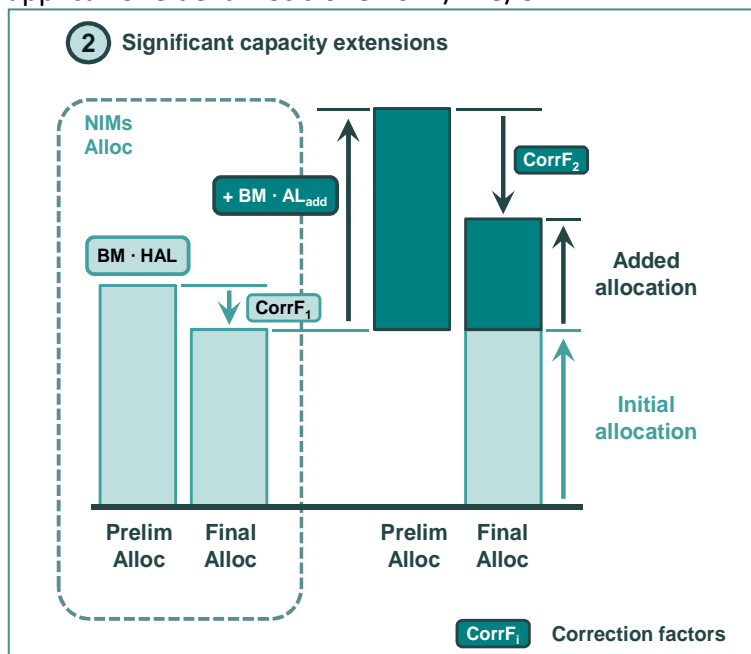 2 Significant capacity extensions
NIMs
Alloc
+ BM · ALadd
CorrF2
BM · HAL
CorrF1
Added
allocation
Initial
allocation
Prelim
Alloc
Final
Alloc
Prelim
Alloc
Final
Alloc
CorrFi Correction factors